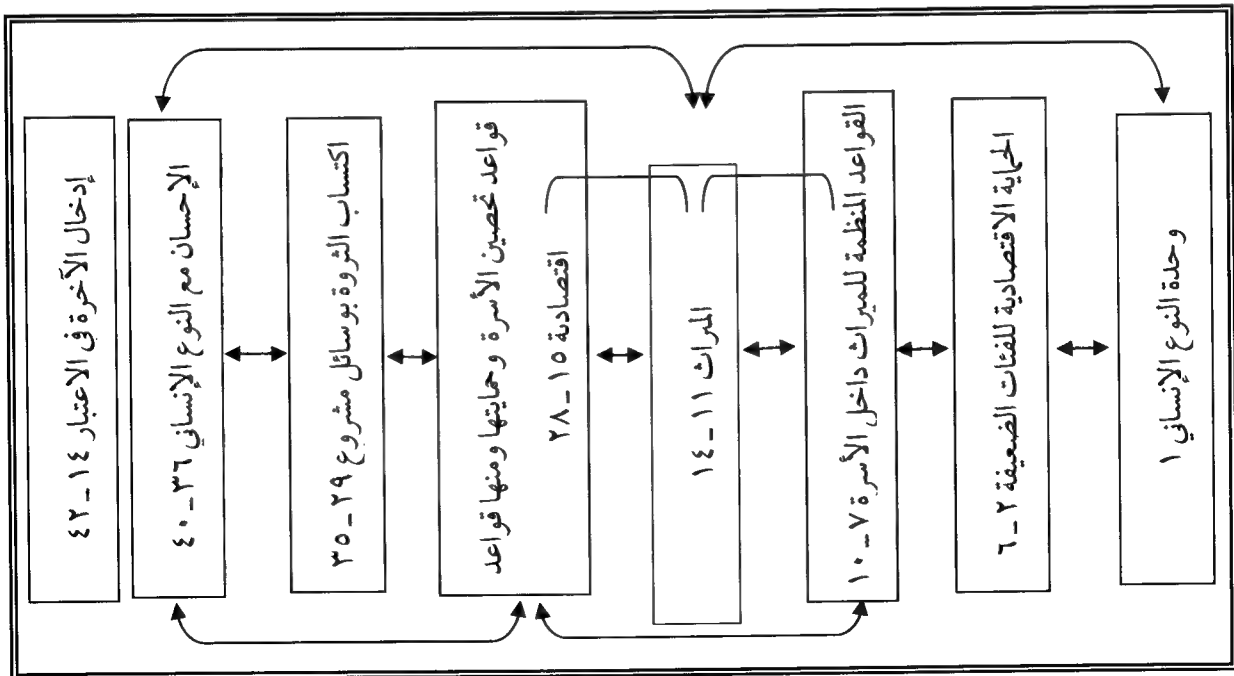 وحدة النوع الإنساني ١
الحماية الاقتصادية للفئات الضعيفة ٢_٦
القواعد المنظمة للميراث داخل الأسرة ٧_١٠
الميراث ١١_١٤
قواعد تحصين الأسرة وحمايتها ومنها قواعد
اقتصادية ١٥_٢٨
اكتساب الثروة بوسائل مشروع ٢٩_٣٥
الإحسان مع النوع الإنساني ٣٦_٤٠
إدخال الآخرة في الاعتبار ١٤_٤٢